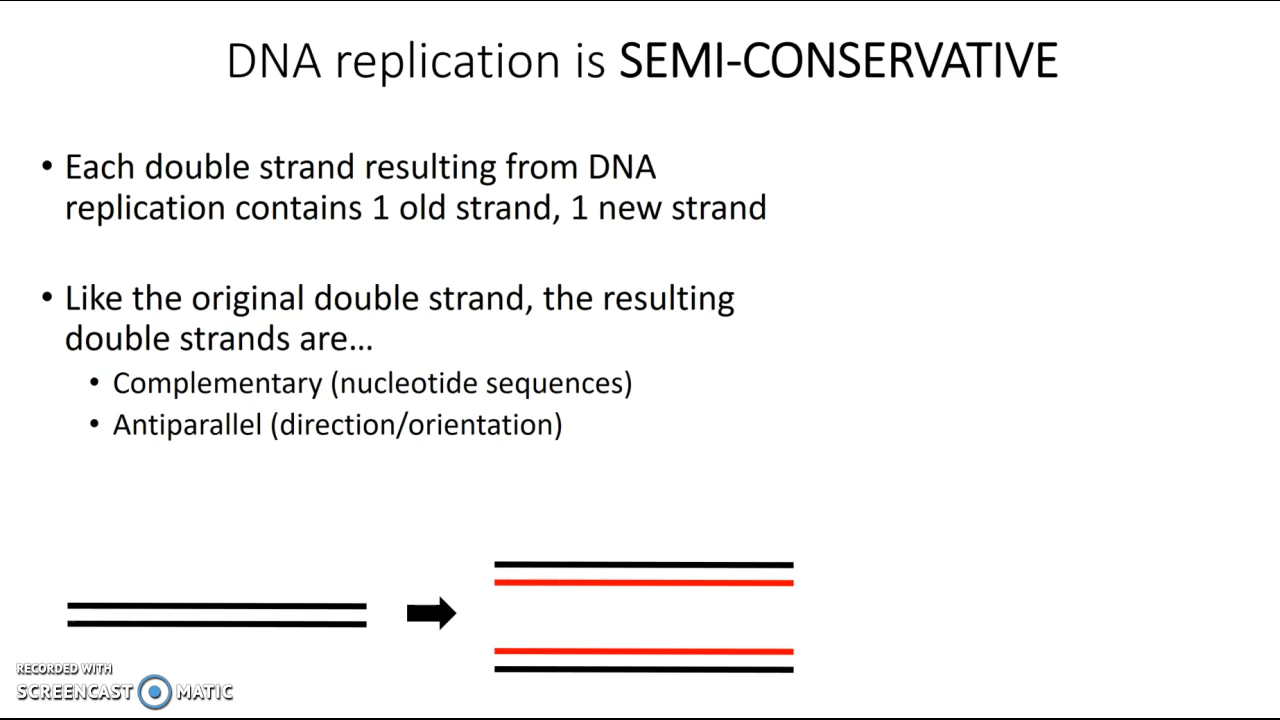 DNA replication is SEMI-CONSERVATIVE
• Each double strand resulting from DNA
replication contains 1 old strand, 1 new strand
• Like the original double strand, the resulting
double strands are...
• Complementary (nucleotide sequences)
• Antiparallel (direction/orientation)
RECORDED WITH
SCREENCAST MATIC